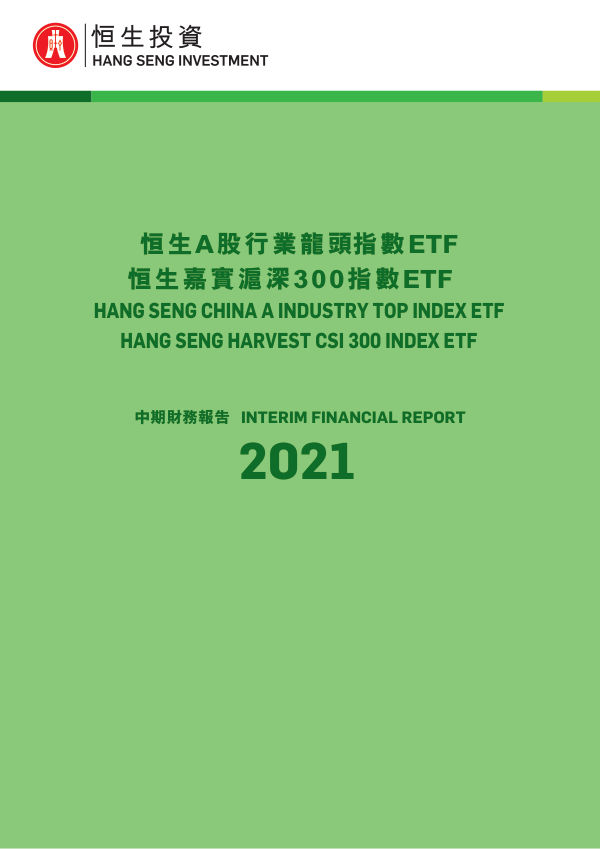 恒生投資
HANG SENG INVESTMENT
恒生A股行業龍頭指數ETF
恒生嘉實滬深300指數ETF
HANG SENG CHINA A INDUSTRY TOP INDEX ETF
HANG SENG HARVEST CSI 300 INDEX ETF
中期財務報告 INTERIM FINANCIAL REPORT
2021